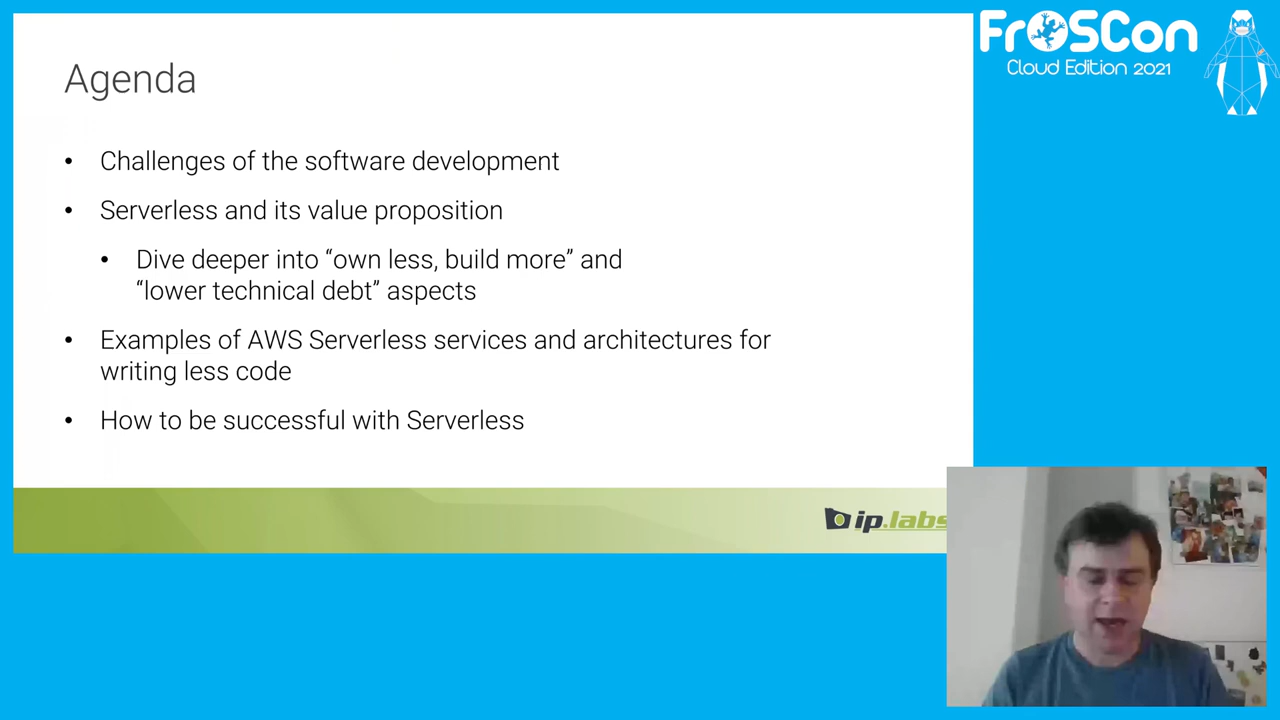 Agenda
• Challenges of the software development
• Serverless and its value proposition
• Dive deeper into “own less, build more” and
“lower technical debt” aspects
• Examples of AWS Serverless services and architectures for
writing less code
• How to be successful with Serverless
ip.labs
FrOSCon
Cloud Edition 2021